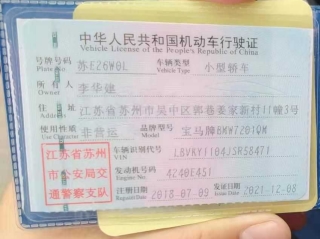 中华人民共和国机动车行驶证
Vehicle License of the People's Republic of China
号牌号码 苏E26W0L 车辆类型 小型轿车
Plate No. Vehicle Type
所有人 李华
住址 江苏省苏州市吴中区郭巷姜家新村11幢3号
使用性质 非营运 品牌型号 宝马牌BMW7201QM
江苏省苏州
市公安局交
通警察支队
车辆识别代号 LBVKY1104JSR58471
VIN
发动机号码 4240E451
Engine No.
注册日期 2018-07-09 发证日期 2021-12-08
Register Date Issue Date